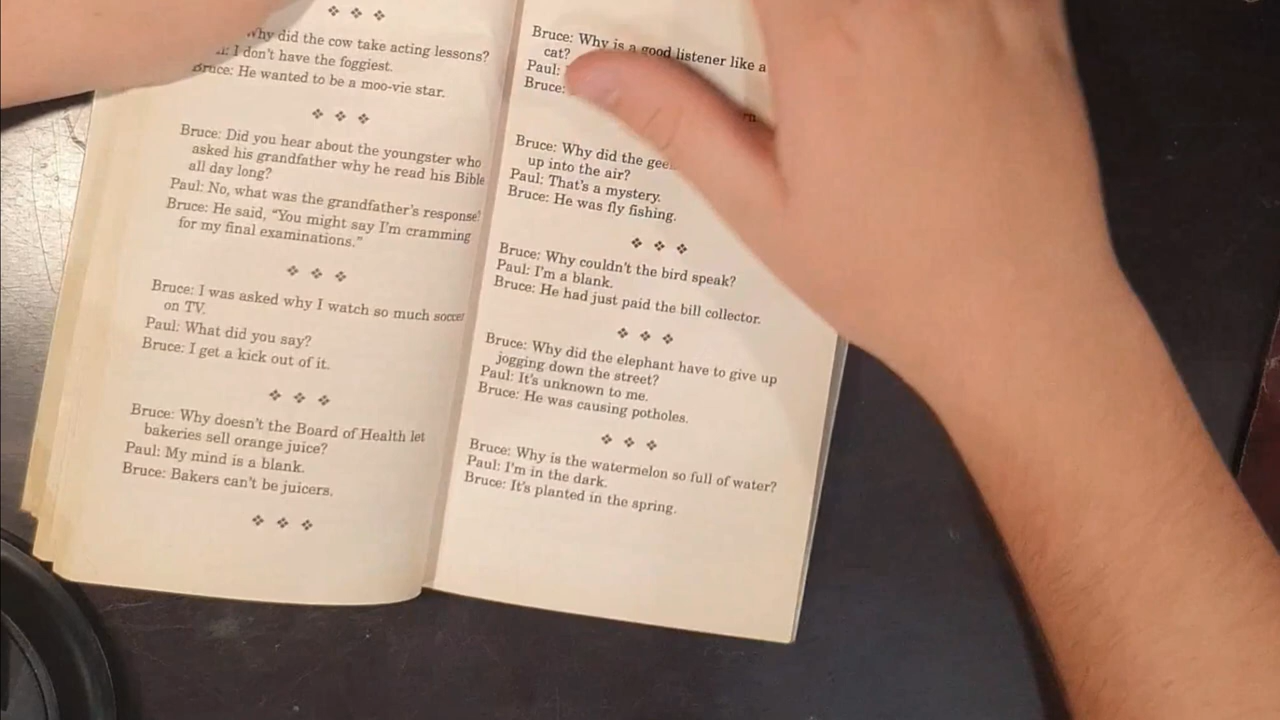 ❖ ❖ ❖
Why did the cow take acting lessons?
I don't have the foggiest.
Bruce: He wanted to be a moo-vie star.
❖ ❖ ❖
Bruce: Did you hear about the youngster who
asked his grandfather why he read his Bible
all day long?
Paul: No, what was the grandfather's response?
Bruce: He said, "You might say I'm cramming
for my final examinations."
❖ ❖ ❖
Bruce: I was asked why I watch so much soccer
on TV.
Paul: What did you say?
Bruce: I get a kick out of it.
❖ ❖ ❖
Bruce: Why doesn't the Board of Health let
bakeries sell orange juice?
Paul: My mind is a blank.
Bruce: Bakers can't be juicers.
❖ ❖ ❖
Bruce: Why is a good listener like a
cat?
Paul:
Bruce:
Bruce: Why did the
up into the air?
Paul: That's a mystery.
Bruce: He was fly fishing.
❖ ❖ ❖
Bruce: Why couldn't the bird speak?
Paul: I'm a blank.
Bruce: He had just paid the bill collector.
❖ ❖ ❖
Bruce: Why did the elephant have to give up
jogging down the street?
Paul: It's unknown to me.
Bruce: He was causing potholes.
❖ ❖ ❖
Bruce: Why is the watermelon so full of water?
Paul: I'm in the dark.
Bruce: It's planted in the spring.